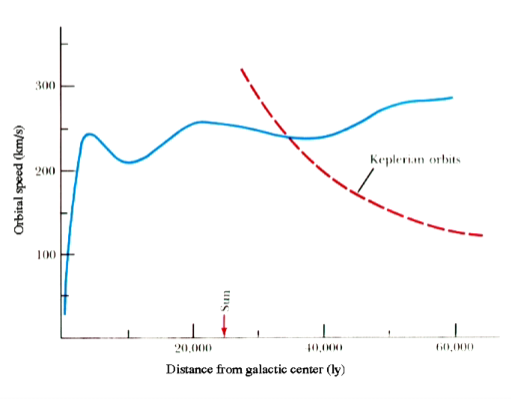 Orbital speed (km/s)
300
200
100
Keplerian orbits
Sun
20,000
40,000
60,000
Distance from galactic center (ly)